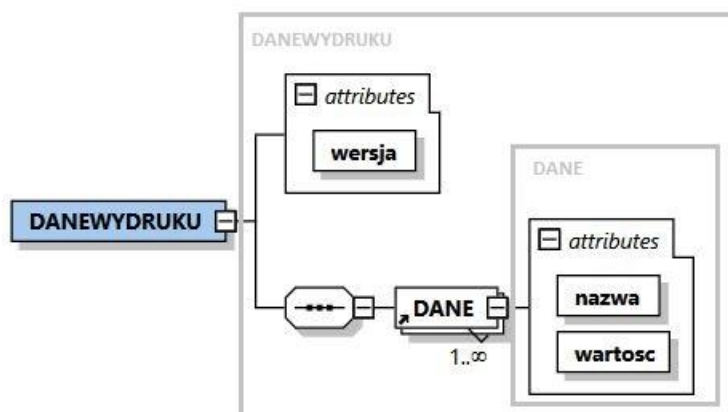 DANEWYDRUKU
attributes
wersja
DANE
DANEWYDRUKU
attributes
nazwa
DANE
wartosc
1..∞